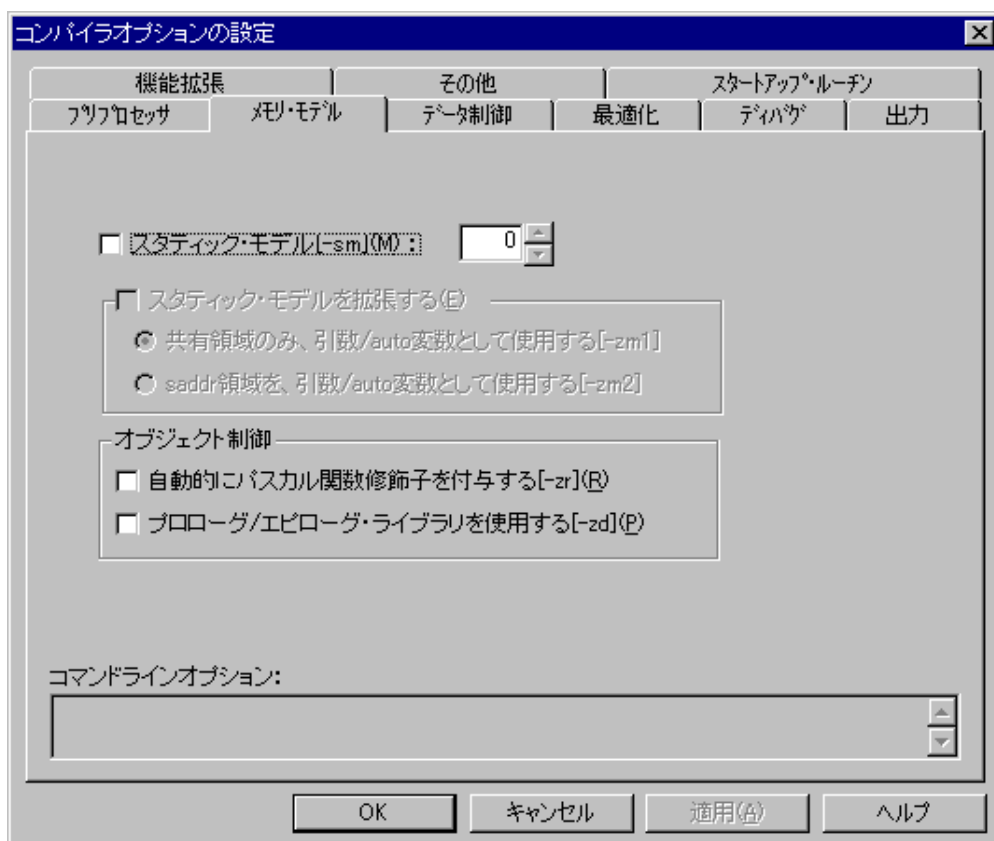 コンパイラオプションの設定
機能拡張 その他 スタートアップ・ルーチン
プリプロセッサ メモリ・モデル データ制御 最適化 ディバグ 出力
スタティック・モデル[-sm](M) : 0
スタティック・モデルを拡張する(E)
共有領域のみ、引数/auto変数として使用する[-zm1]
saddr領域を、引数/auto変数として使用する[-zm2]
オブジェクト制御
自動的にパスカル関数修飾子を付与する[-zr](R)
プロローグ/エピローグ・ライブラリを使用する[-zd](P)
コマンドラインオプション:
OK キャンセル 適用(A) ヘルプ